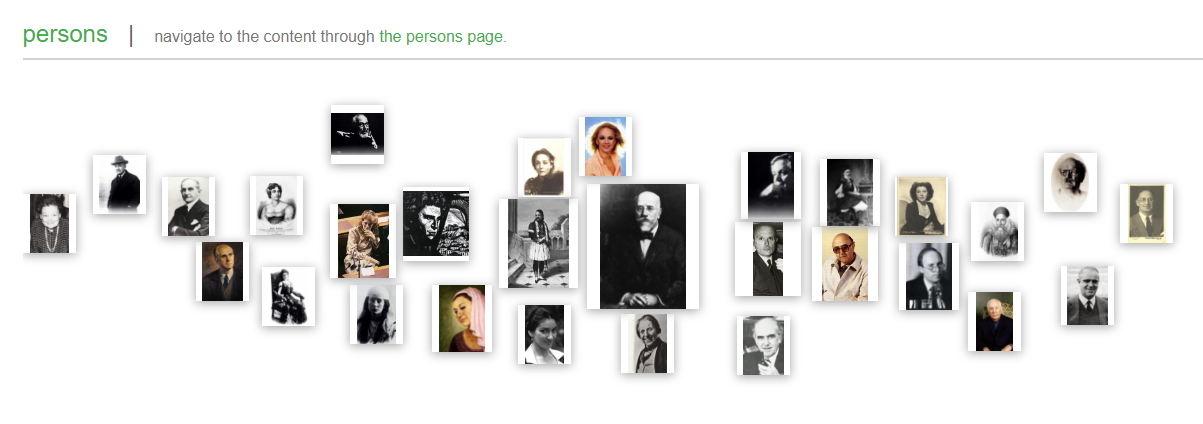 persons | navigate to the content through the persons page.